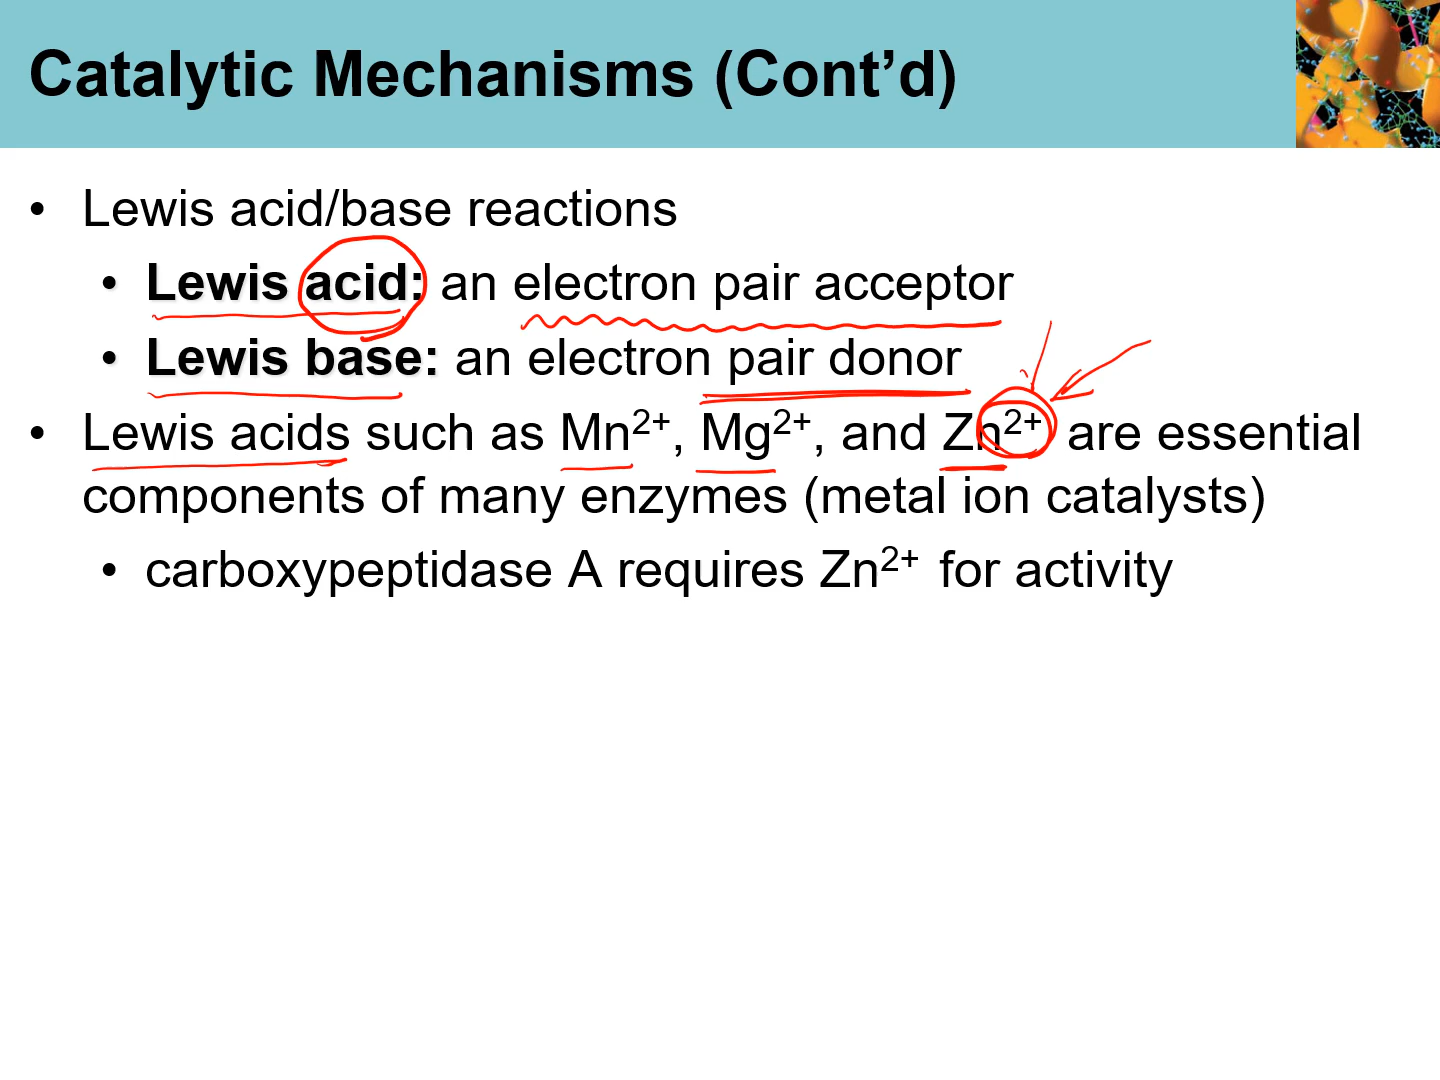 Catalytic Mechanisms (Cont’d)
• Lewis acid/base reactions
• Lewis acid: an electron pair acceptor
• Lewis base: an electron pair donor
• Lewis acids such as Mn²⁺, Mg²⁺, and Zn²⁺ are essential
components of many enzymes (metal ion catalysts)
• carboxypeptidase A requires Zn²⁺ for activity